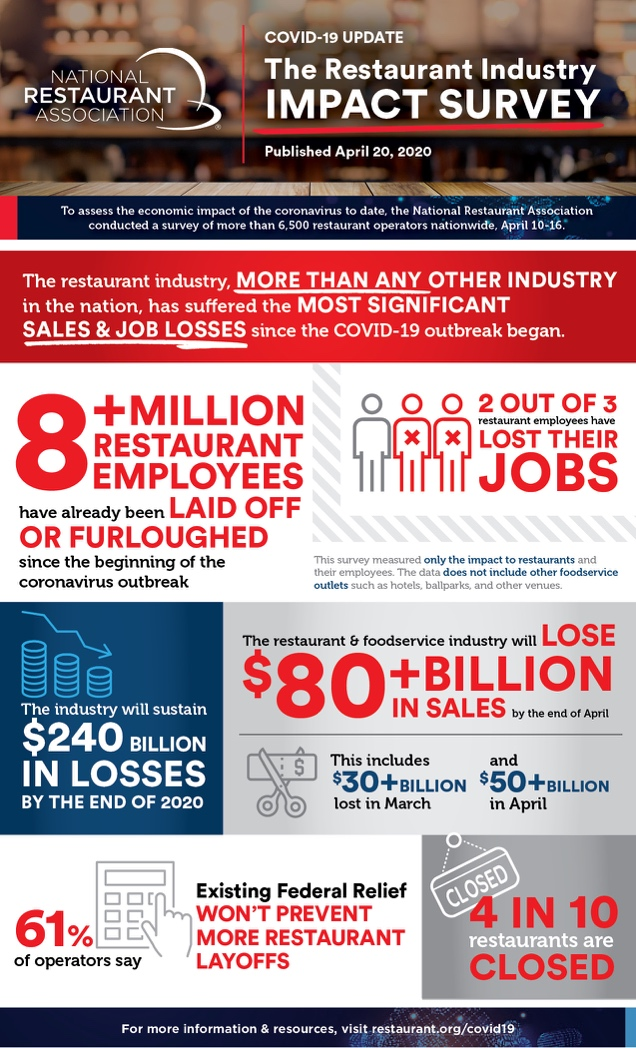 NATIONAL
RESTAURANT
ASSOCIATION
®
COVID-19 UPDATE
The Restaurant Industry
IMPACT SURVEY
Published April 20, 2020
To assess the economic impact of the coronavirus to date, the National Restaurant Association
conducted a survey of more than 6,500 restaurant operators nationwide, April 10-16.
The restaurant industry, MORE THAN ANY OTHER INDUSTRY
in the nation, has suffered the MOST SIGNIFICANT
SALES & JOB LOSSES since the COVID-19 outbreak began.
8+MILLION
RESTAURANT
EMPLOYEES
have already been LAID OFF
OR FURLOUGHED
since the beginning of the
coronavirus outbreak
2 OUT OF 3
restaurant employees have
LOST THEIR
JOBS
This survey measured only the impact to restaurants and
their employees. The data does not include other foodservice
outlets such as hotels, ballparks, and other venues.
The industry will sustain
$240 BILLION
IN LOSSES
BY THE END OF 2020
The restaurant & foodservice industry will LOSE
$80+BILLION
IN SALES by the end of April
$
This includes
$30+BILLION
lost in March
and
$50+BILLION
in April
61%
of operators say
Existing Federal Relief
WON'T PREVENT
MORE RESTAURANT
LAYOFFS
CLOSED
4 IN 10
restaurants are
CLOSED
For more information & resources, visit restaurant.org/covid19